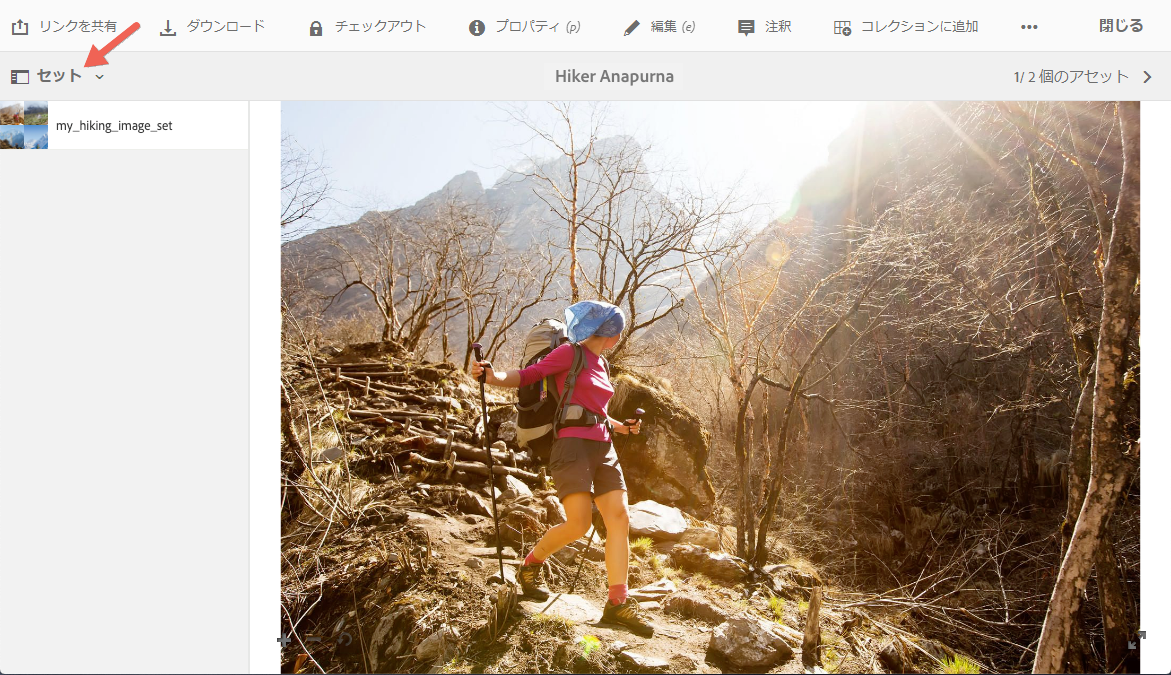 リンクを共有 ダウンロード チェックアウト プロパティ (p) 編集 (e) 注釈 コレクションに追加 ••• 閉じる
セット Hiker Anapurna 1/ 2 個のアセット
my_hiking_image_set